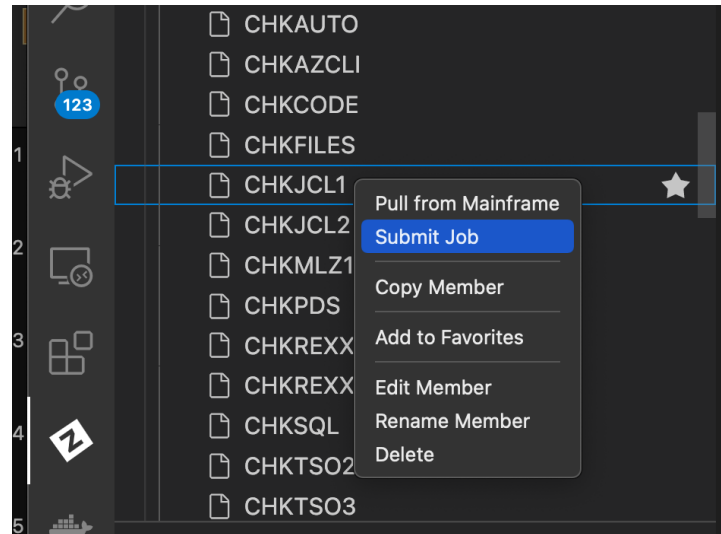 CHKAUTO
CHKAZCLI
123
CHKCODE
CHKFILES
1
CHKJCL1
Pull from Mainframe
CHKJCL2
Submit Job
2
CHKMLZ1
Copy Member
CHKPDS
3
CHKREXX
Add to Favorites
CHKREXX
Edit Member
CHKSQL
Rename Member
4
Z
CHKTSO2
Delete
CHKTSO3
5